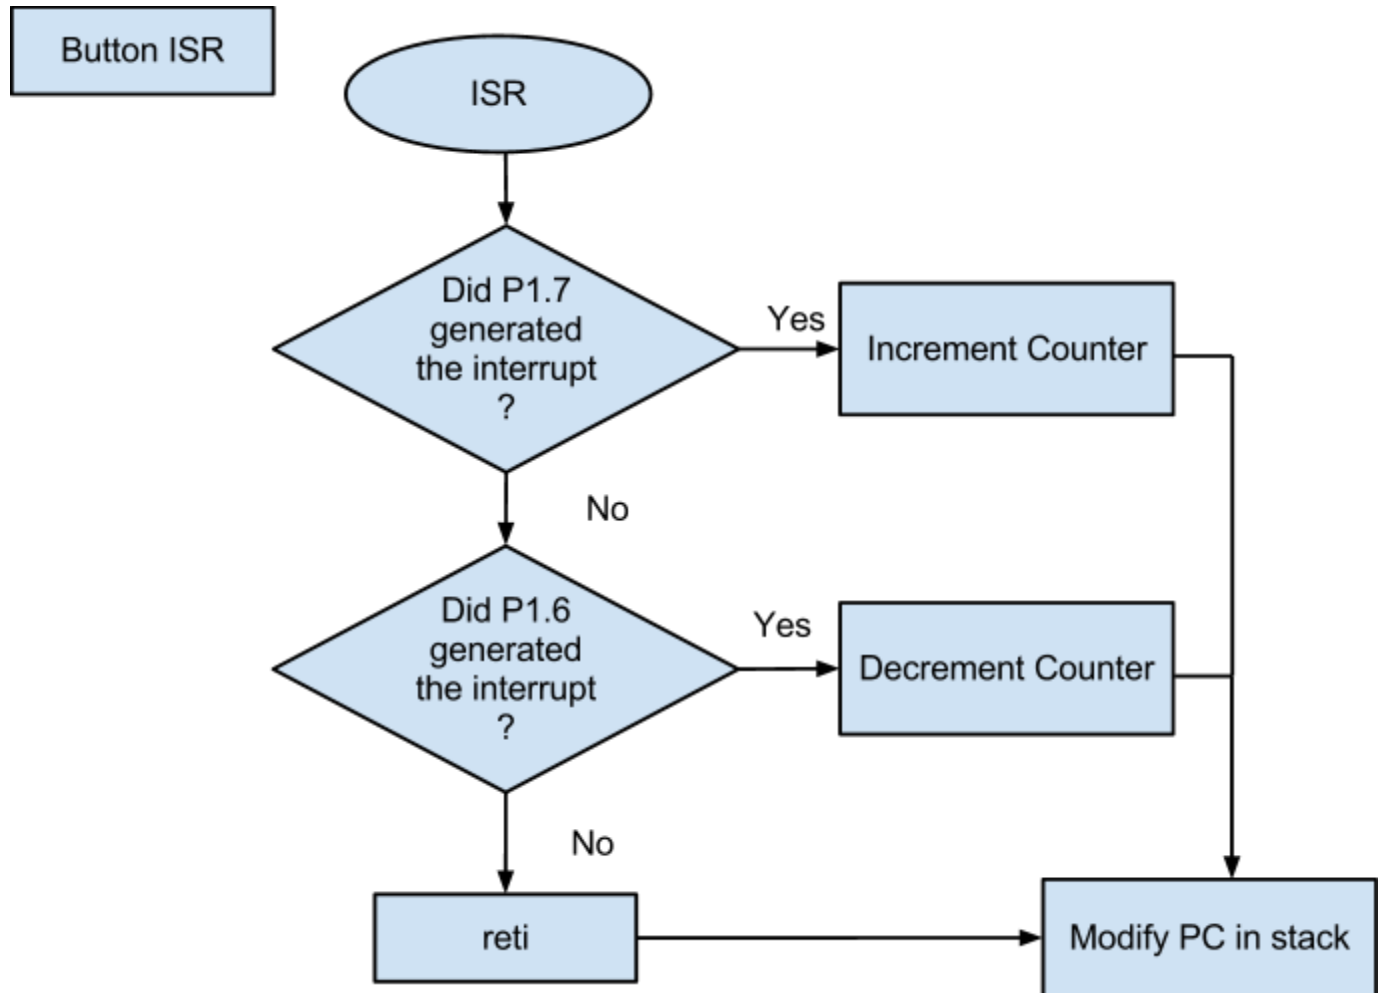 Button ISR
ISR
Did P1.7
generated
the interrupt
?
Yes
Increment Counter
No
Did P1.6
generated
the interrupt
?
Yes
Decrement Counter
No
reti
Modify PC in stack